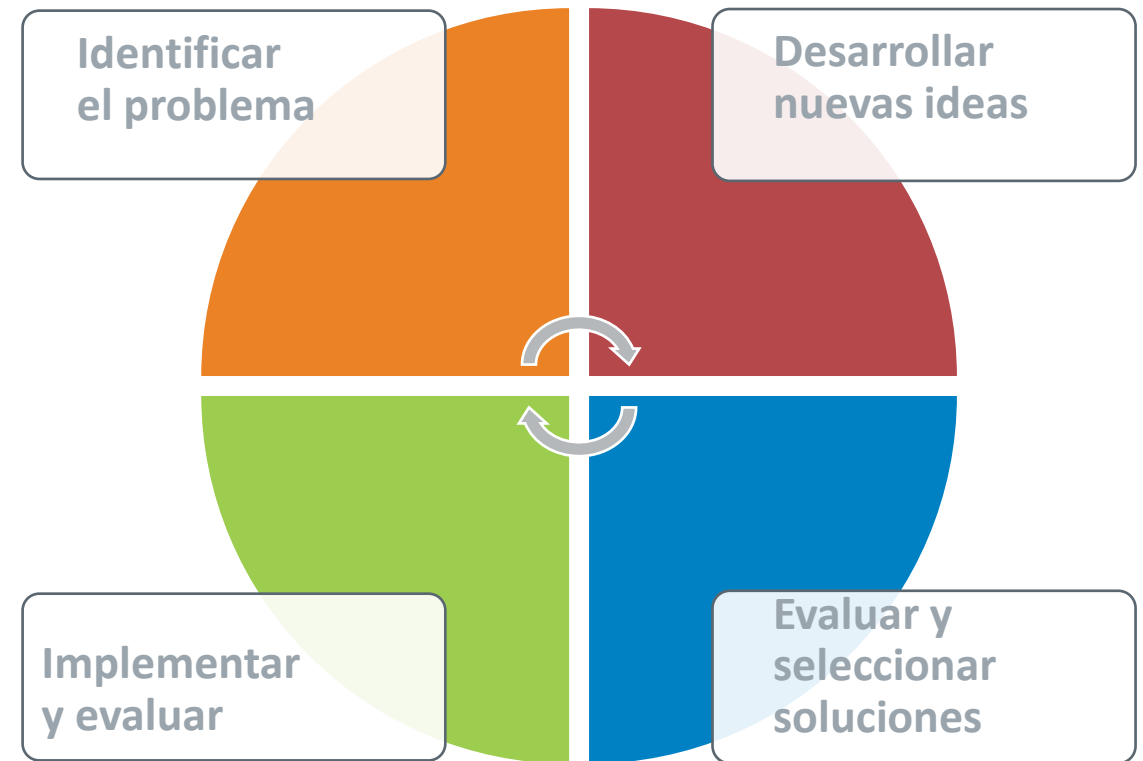 Identificar
el problema
Desarrollar
nuevas ideas
Implementar
y evaluar
Evaluar y
seleccionar
soluciones